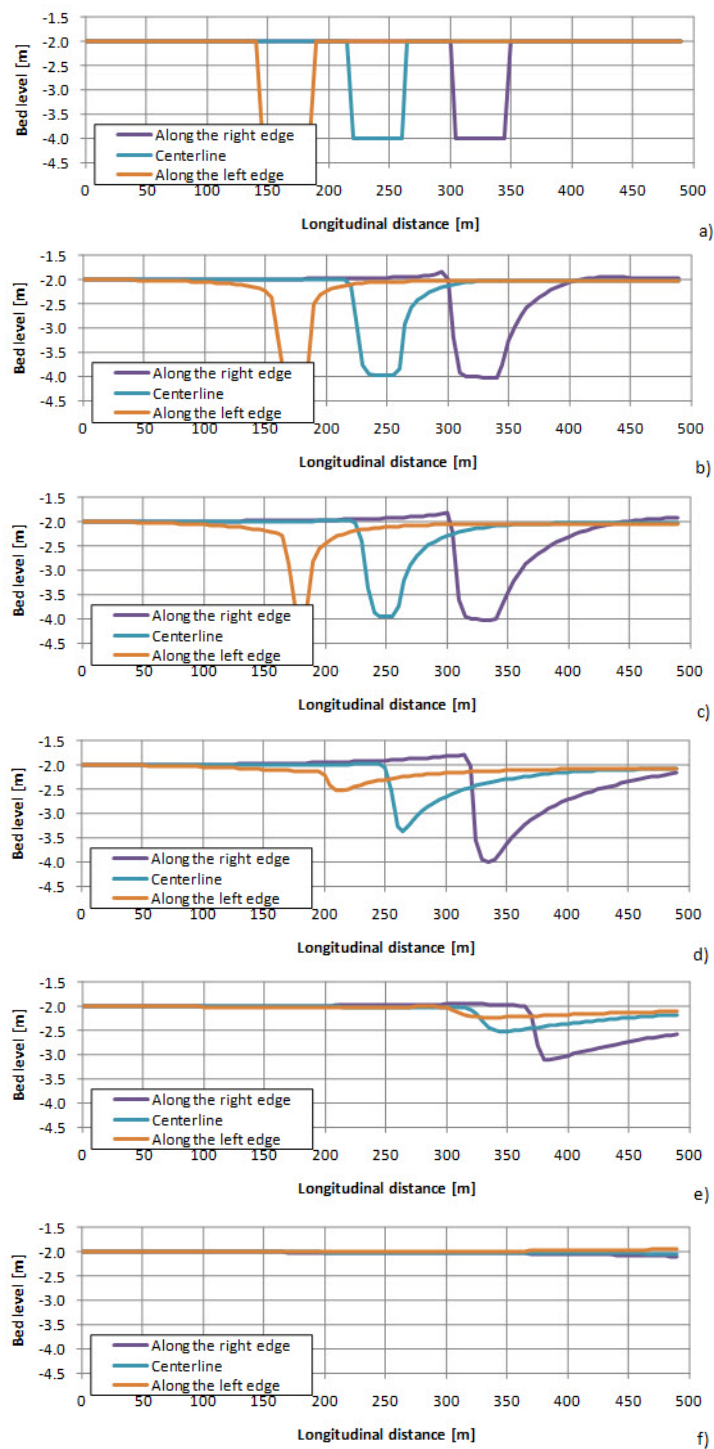 -1.5
-2.0
-2.5
-3.0
-3.5
-4.0
-4.5
Bed level [m]
Along the right edge
Centerline
Along the left edge
0 50 100 150 200 250 300 350 400 450 500
Longitudinal distance [m]
a)
-1.5
-2.0
-2.5
-3.0
-3.5
-4.0
-4.5
Bed level [m]
Along the right edge
Centerline
Along the left edge
0 50 100 150 200 250 300 350 400 450 500
Longitudinal distance [m]
b)
-1.5
-2.0
-2.5
-3.0
-3.5
-4.0
-4.5
Bed level [m]
Along the right edge
Centerline
Along the left edge
0 50 100 150 200 250 300 350 400 450 500
Longitudinal distance [m]
c)
-1.5
-2.0
-2.5
-3.0
-3.5
-4.0
-4.5
Bed level [m]
Along the right edge
Centerline
Along the left edge
0 50 100 150 200 250 300 350 400 450 500
Longitudinal distance [m]
d)
-1.5
-2.0
-2.5
-3.0
-3.5
-4.0
-4.5
Bed level [m]
Along the right edge
Centerline
Along the left edge
0 50 100 150 200 250 300 350 400 450 500
Longitudinal distance [m]
e)
-1.5
-2.0
-2.5
-3.0
-3.5
-4.0
-4.5
Bed level [m]
Along the right edge
Centerline
Along the left edge
0 50 100 150 200 250 300 350 400 450 500
Longitudinal distance [m]
f)